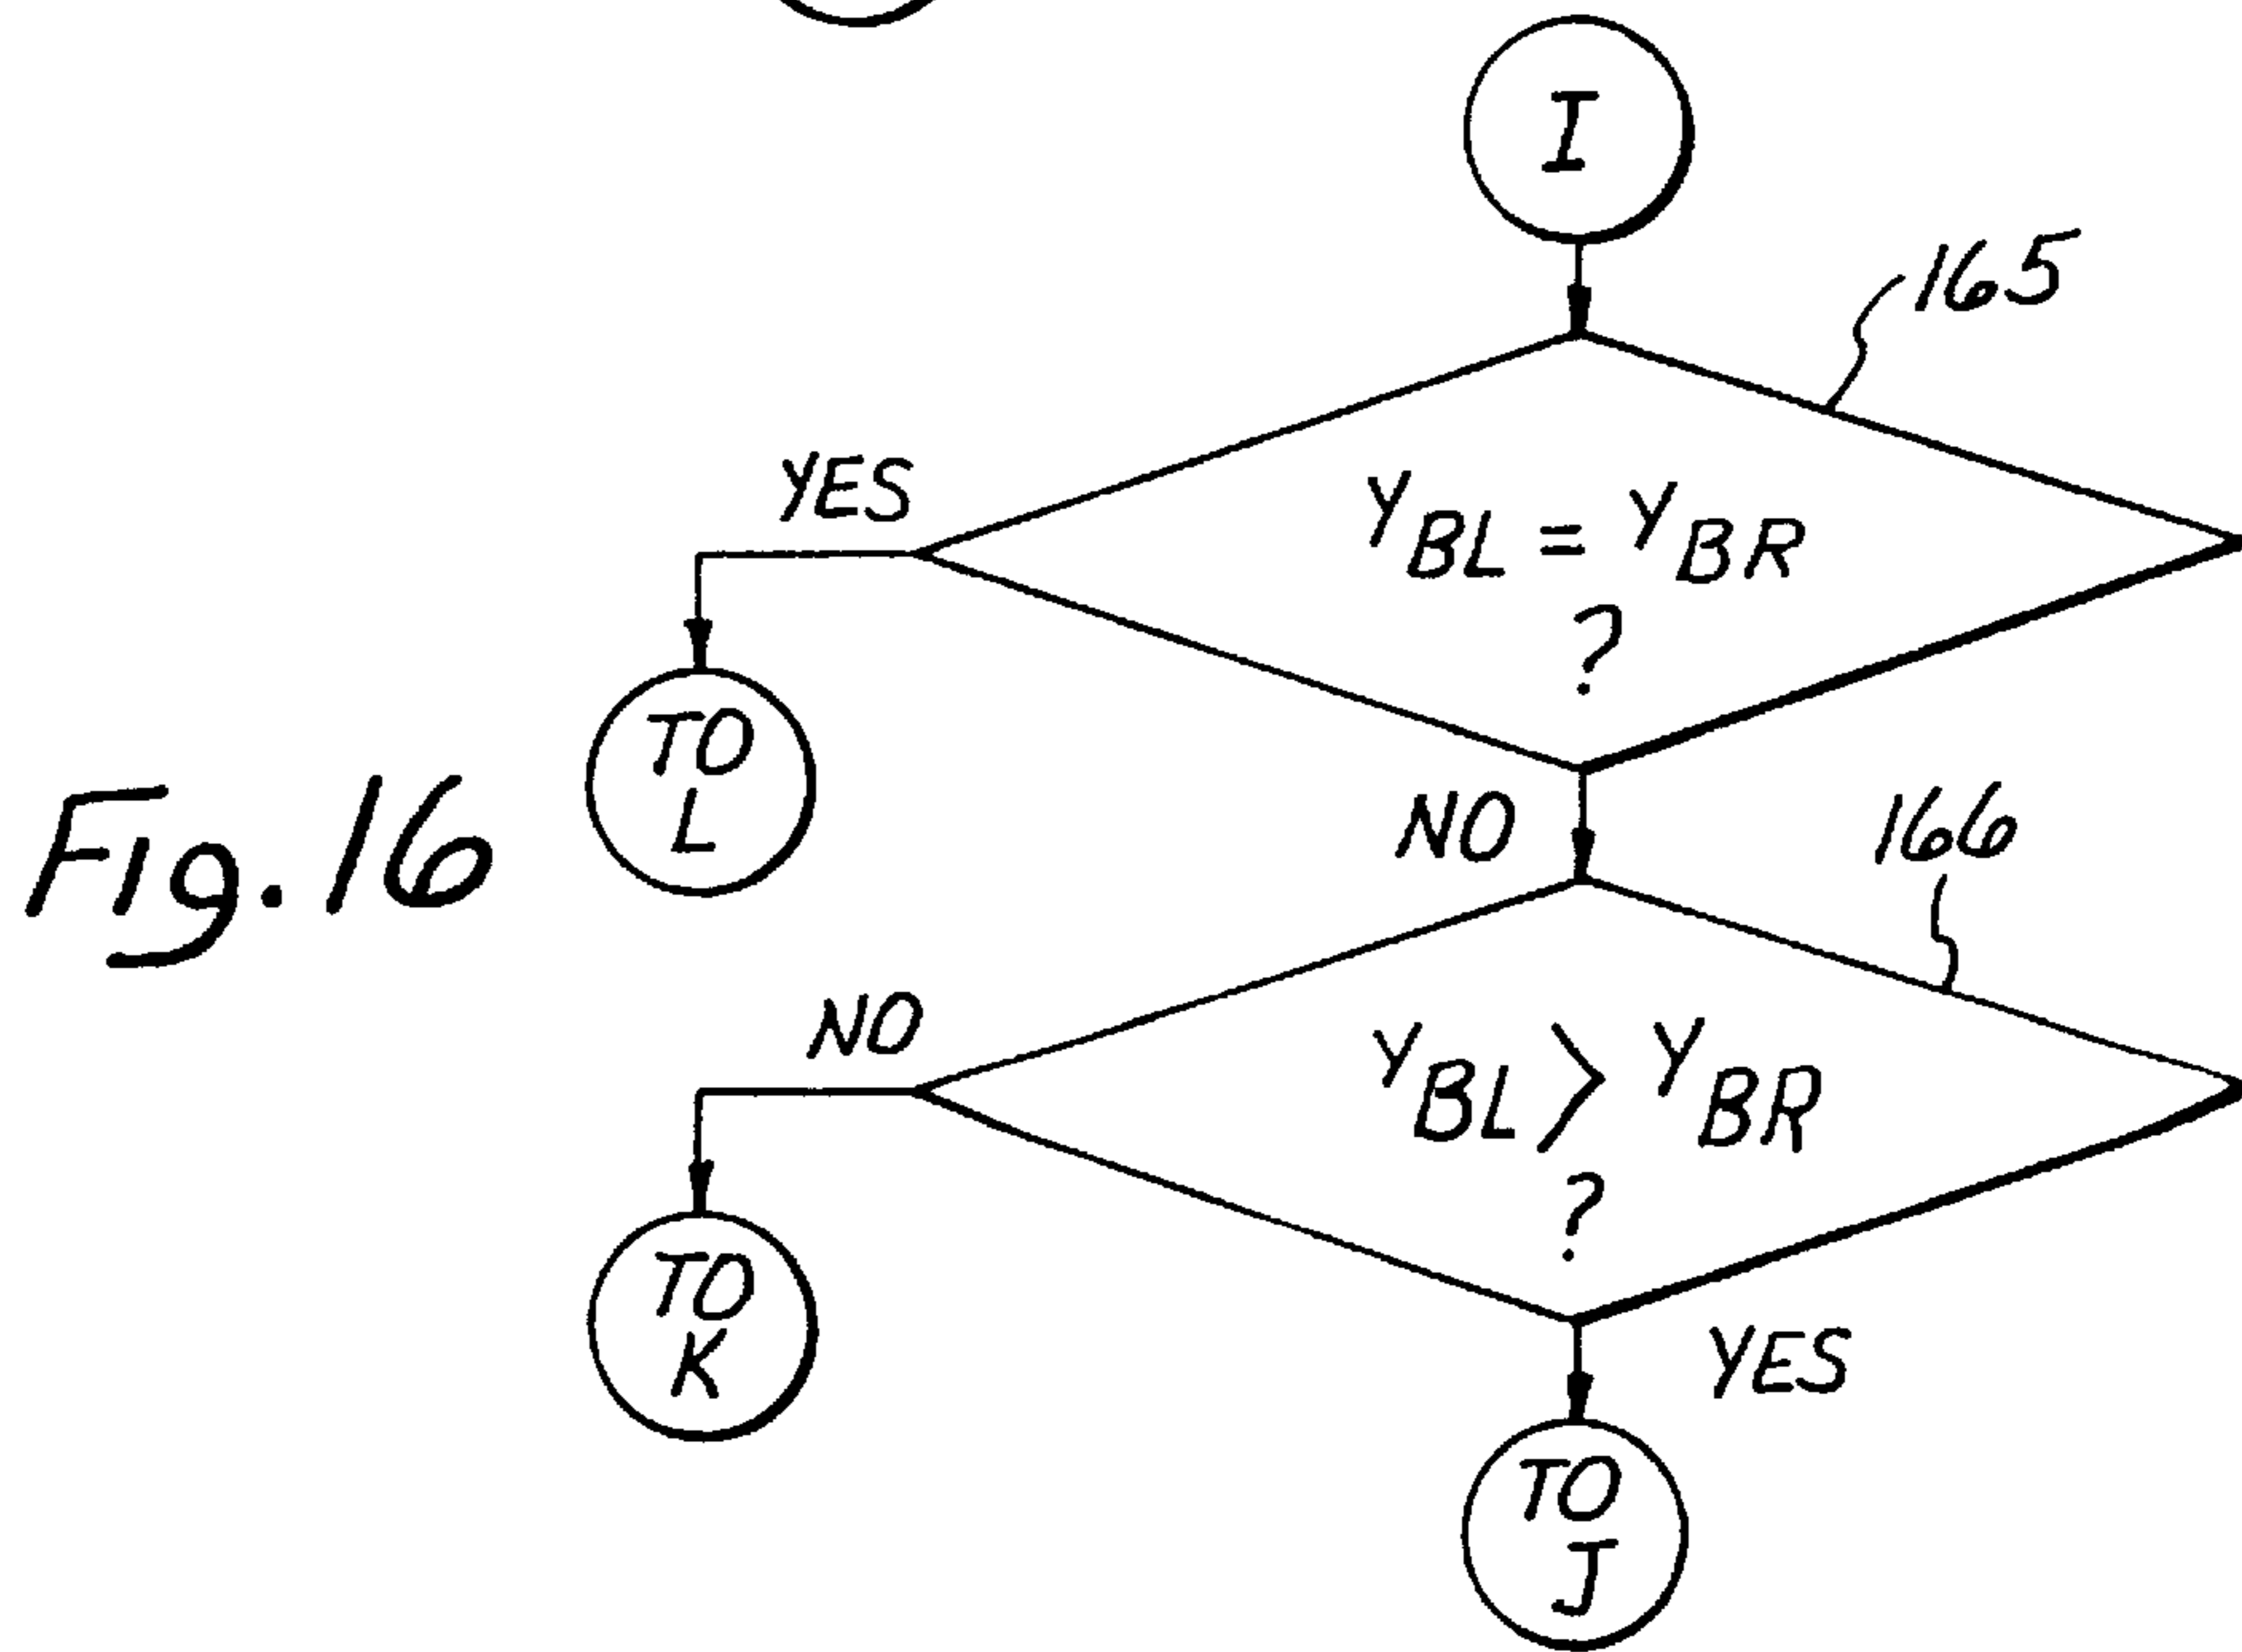 I
165
YES
Y_BL = Y_BR
?
TO
L
NO
166
Fig. 16
NO
Y_BL > Y_BR
?
TO
K
YES
TO
J